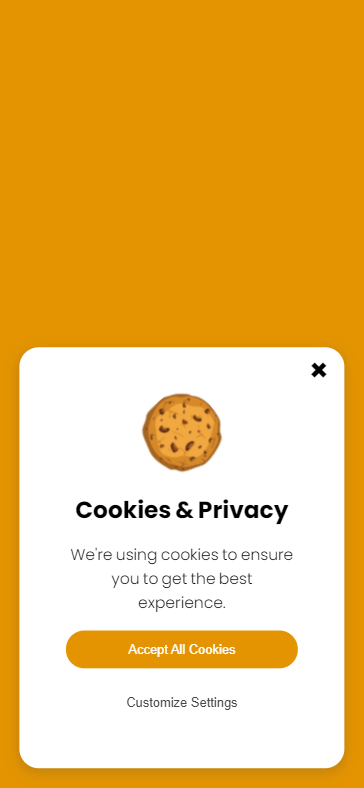 ✖
Cookies & Privacy
We're using cookies to ensure
you to get the best
experience.
Accept All Cookies
Customize Settings